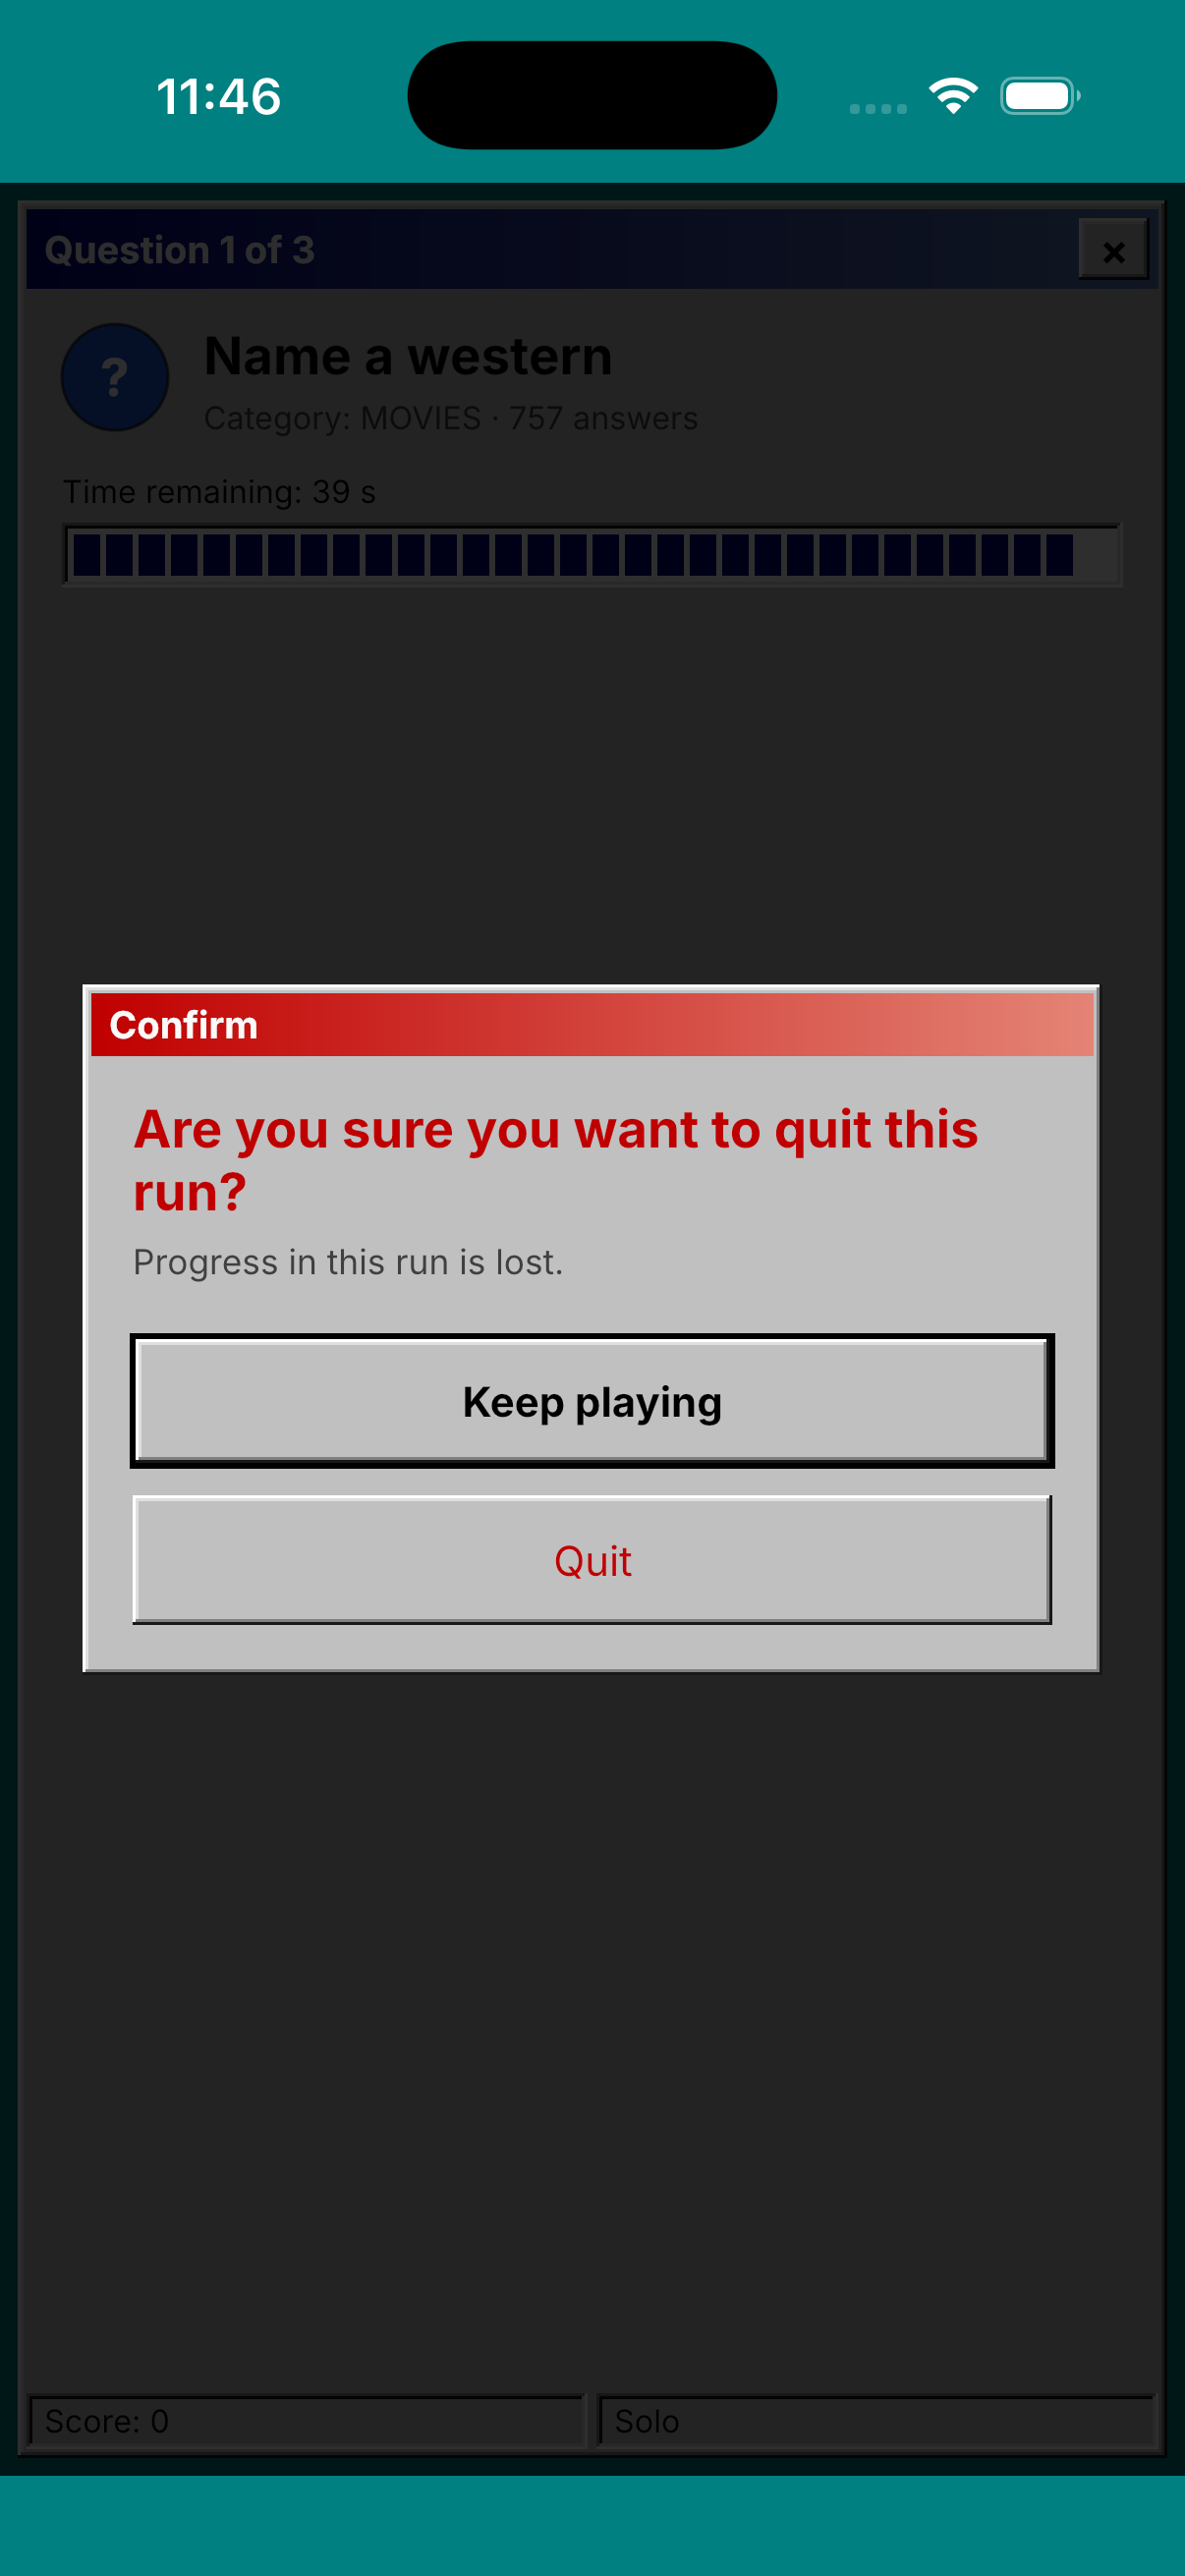 11:46
Question 1 of 3
×
?
Name a western
Category: MOVIES · 757 answers
Time remaining: 39 s
Confirm
Are you sure you want to quit this
run?
Progress in this run is lost.
Keep playing
Quit
Score: 0
Solo